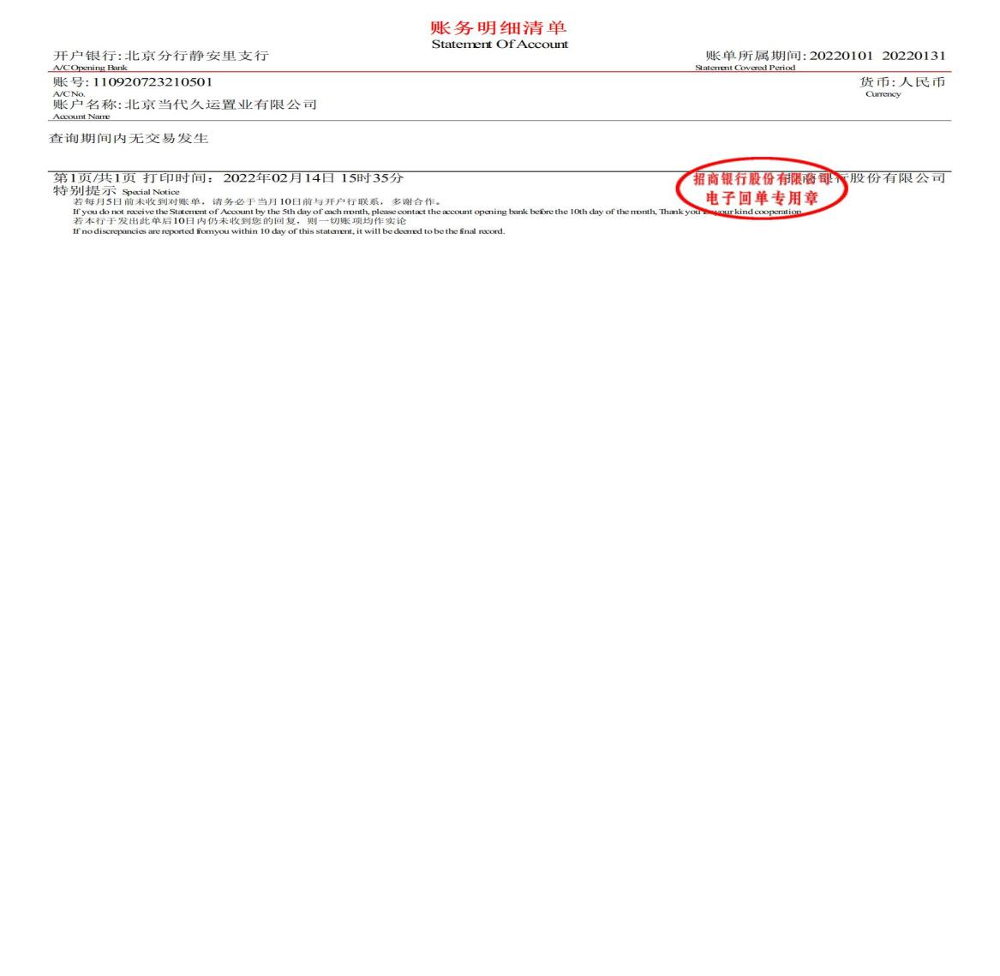 账务明细清单
Statement Of Account
开户银行:北京分行静安里支行 账单所属期间:20220101 20220131
A/C Opening Bank Statement Covered Period
账号:110920723210501 货币:人民币
A/C No. Currency
账户名称:北京当代久运置业有限公司
Account Name
查询期间内无交易发生
第1页/共1页 打印时间：2022年02月14日 15时35分 招商银行股份有限公司
特别提示 Special Notice
招商银行股份有限公司
电子回单专用章
若每月5日前未收到对账单，请务必于当月10日前与开户行联系，多谢合作。
If you do not receive the Statement of Account by the 5th day of each month, please contact the account opening bank before the 10th day of the month, Thank you for your kind cooperation.
若本行于发出此单后10日内仍未收到您的回复，则一切账项均作实论
If no discrepancies are reported from you within 10 day of this statement, it will be deemed to be the final record.